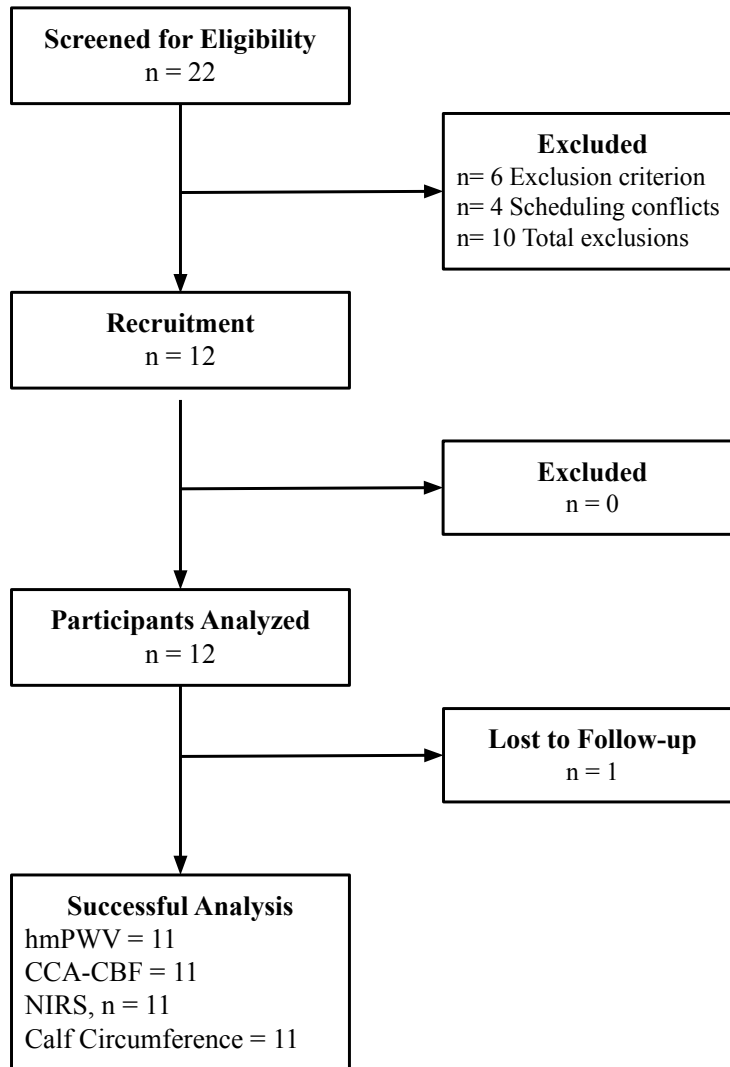 Screened for Eligibility
n = 22
Excluded
n= 6 Exclusion criterion
n= 4 Scheduling conflicts
n= 10 Total exclusions
Recruitment
n = 12
Excluded
n = 0
Participants Analyzed
n = 12
Lost to Follow-up
n = 1
Successful Analysis
hmPWV = 11
CCA-CBF = 11
NIRS, n = 11
Calf Circumference = 11